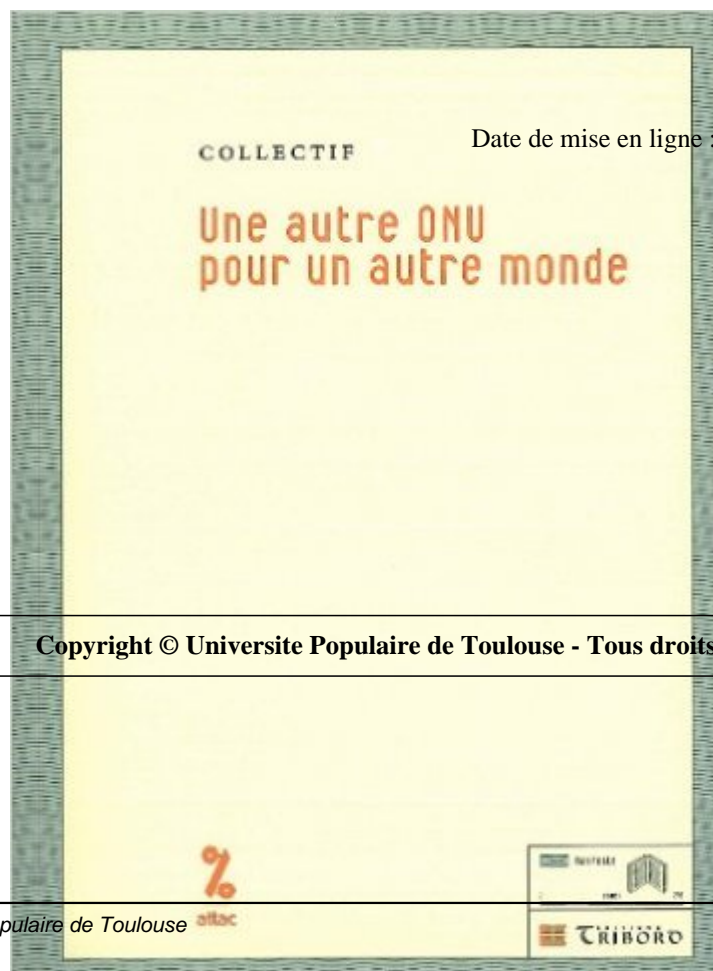 Date de mise en ligne :
COLLECTIF
Une autre ONU
pour un autre monde
Copyright © Universite Populaire de Toulouse - Tous droits
%
attac
pulaire de Toulouse
TRIBORD